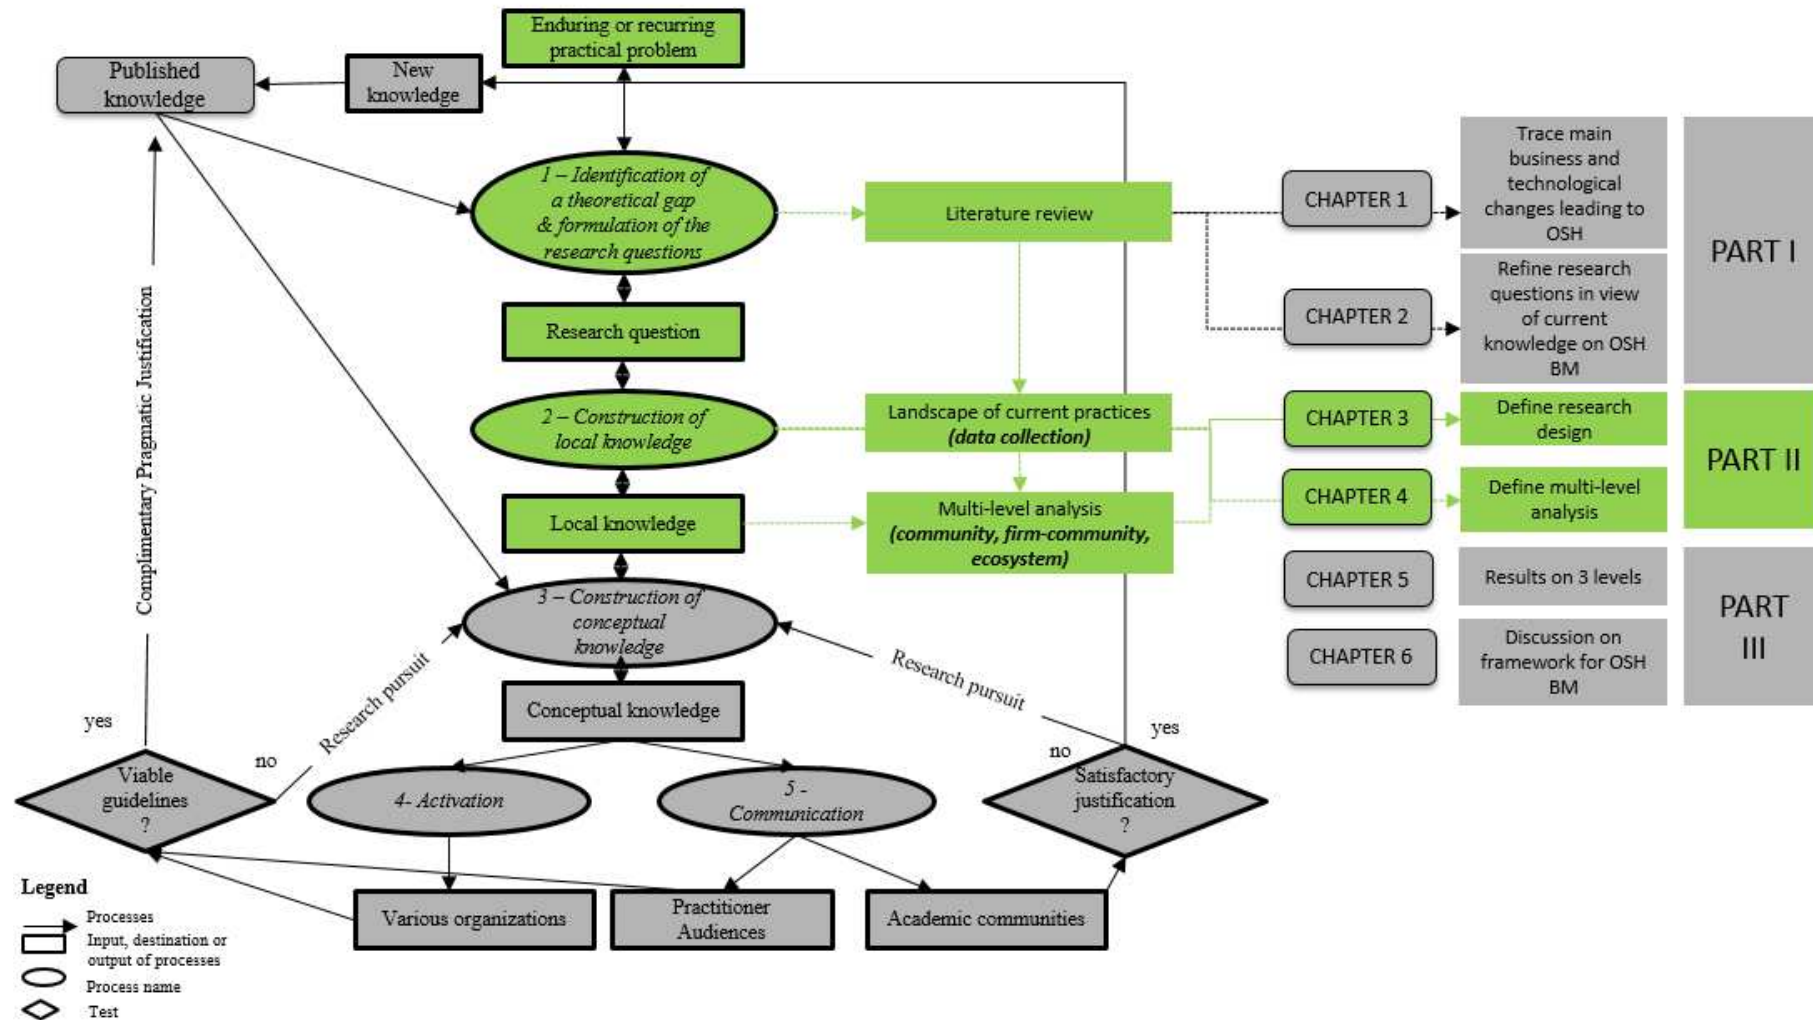 Enduring or recurring
practical problem
Published
knowledge
New
knowledge
1 – Identification of
a theoretical gap
& formulation of the
research questions
Literature review
CHAPTER 1
Trace main
business and
technological
changes leading to
OSH
PART I
CHAPTER 2
Refine research
questions in view
of current
knowledge on OSH
BM
Research question
Complimentary Pragmatic Justification
2 – Construction of
local knowledge
Landscape of current practices
(data collection)
CHAPTER 3
Define research
design
PART II
Local knowledge
Multi-level analysis
(community, firm-community,
ecosystem)
CHAPTER 4
Define multi-level
analysis
3 – Construction of
conceptual
knowledge
CHAPTER 5
Results on 3 levels
PART
III
CHAPTER 6
Discussion on
framework for OSH
BM
Research pursuit
Research pursuit
Conceptual knowledge
yes
no
no
yes
Viable
guidelines
?
4- Activation
5 -
Communication
Satisfactory
justification
?
Various organizations
Practitioner
Audiences
Academic communities
Legend
Processes
Input, destination or
output of processes
Process name
Test